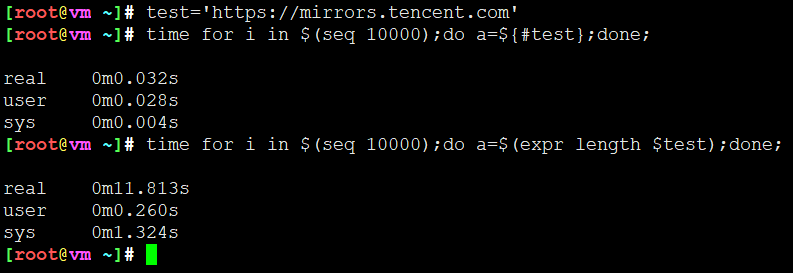 [root@vm ~]# test='https://mirrors.tencent.com'
[root@vm ~]# time for i in $(seq 10000);do a=${#test};done;
real    0m0.032s
user    0m0.028s
sys     0m0.004s
[root@vm ~]# time for i in $(seq 10000);do a=$(expr length $test);done;
real    0m11.813s
user    0m0.260s
sys     0m1.324s
[root@vm ~]#